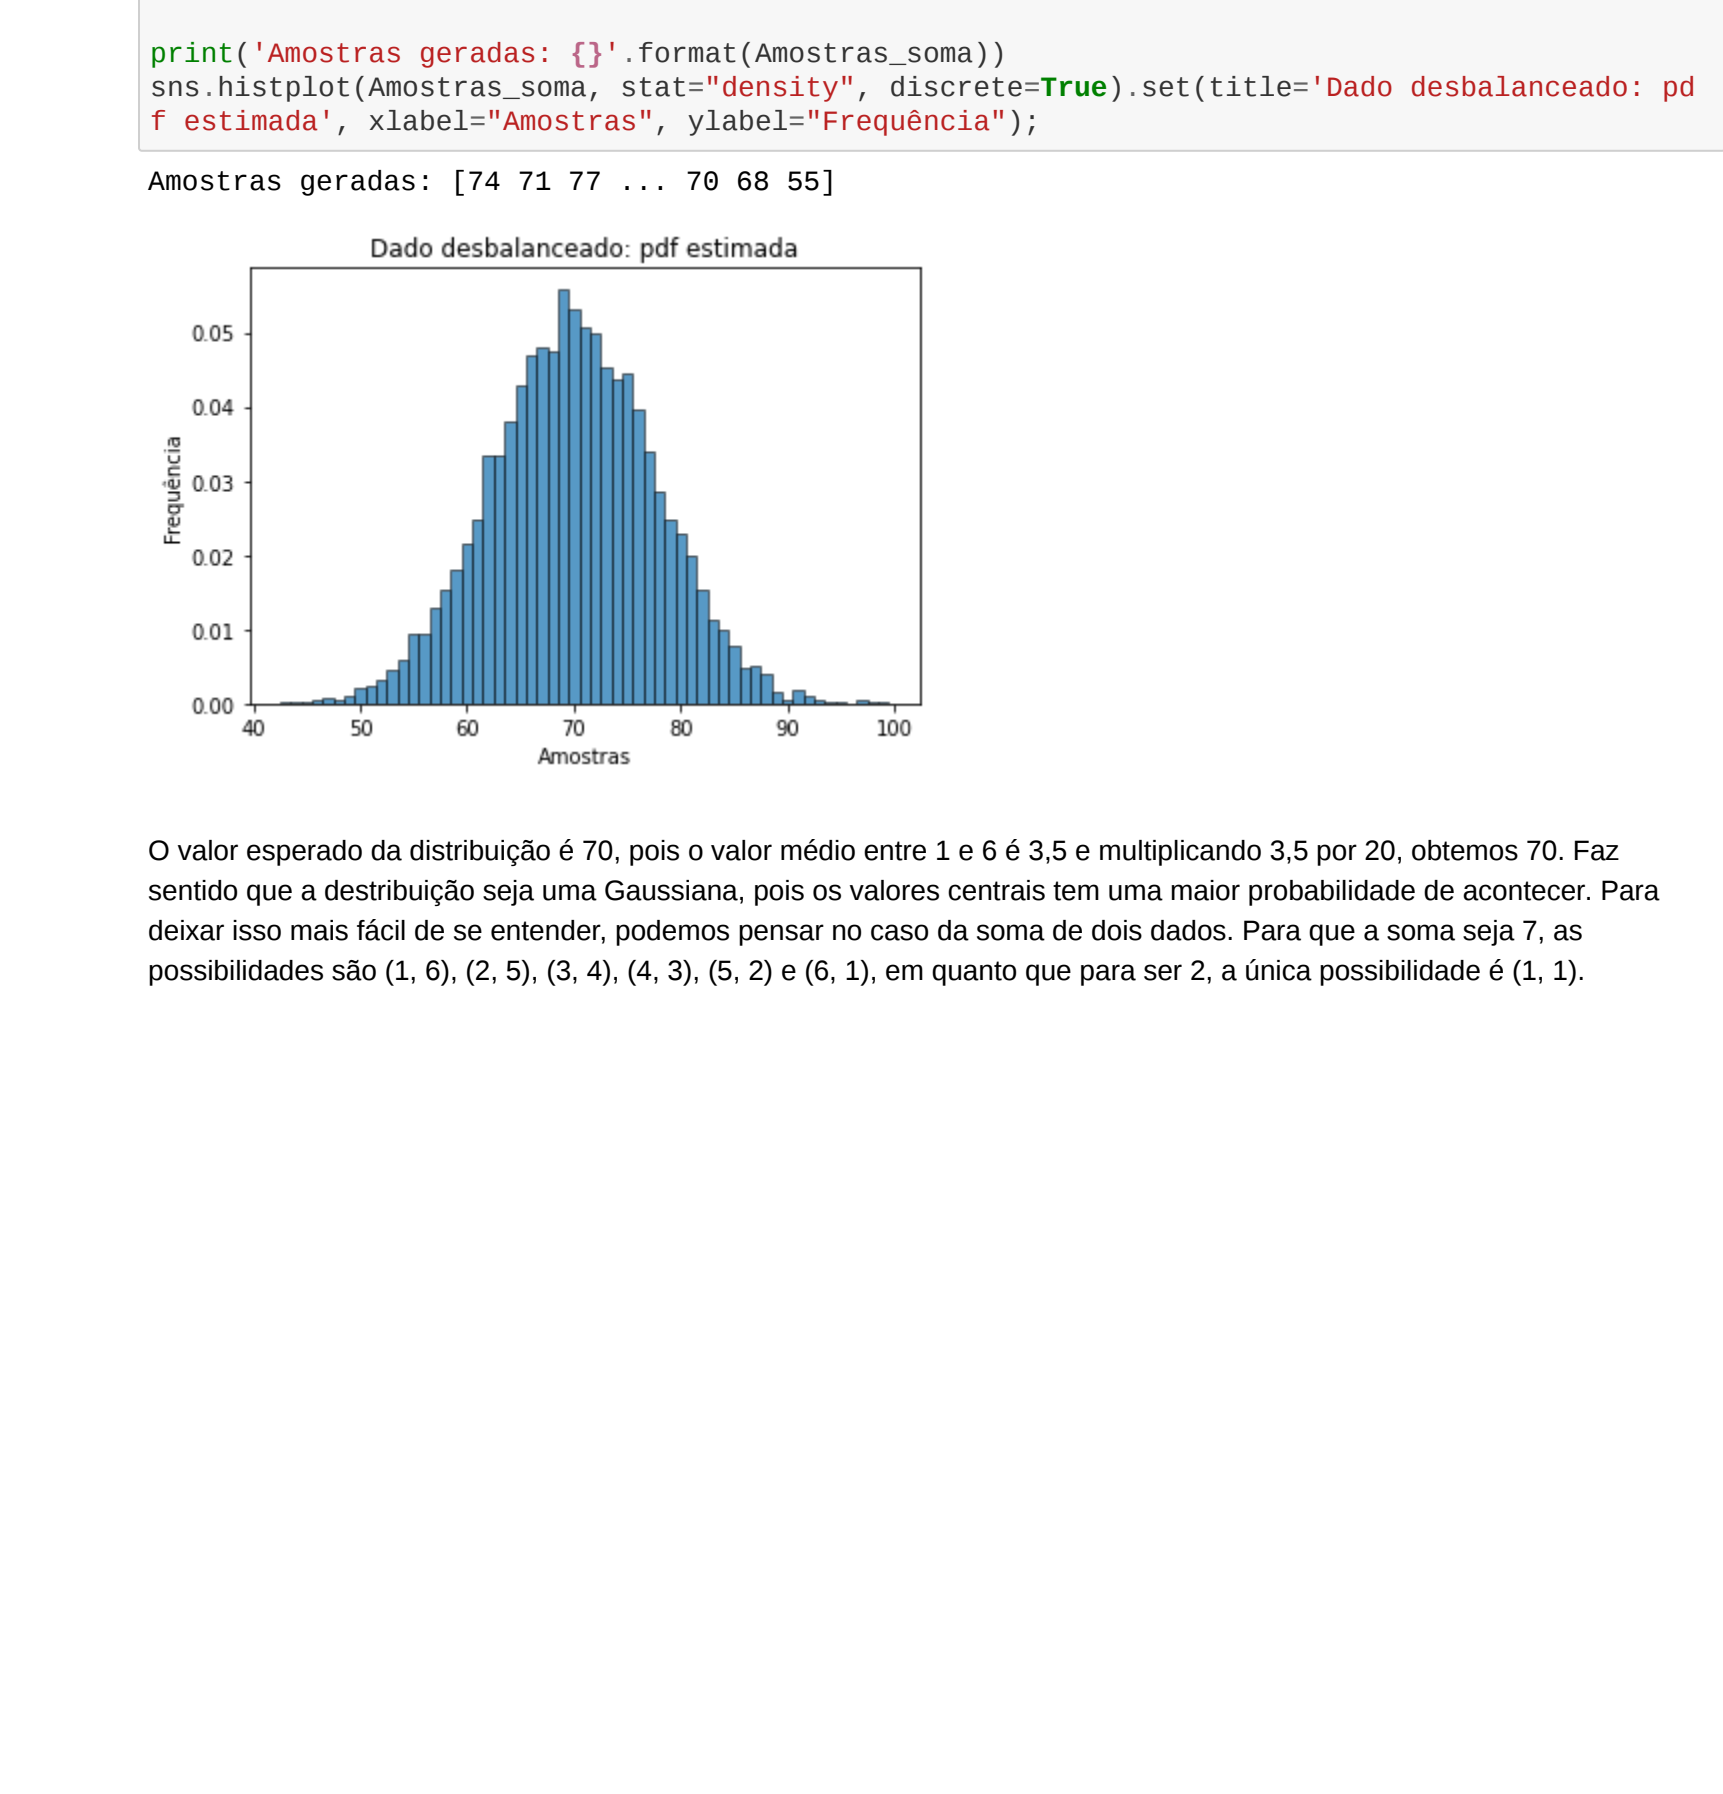 print('Amostras geradas: {}'.format(Amostras_soma))
sns.histplot(Amostras_soma, stat="density", discrete=True).set(title='Dado desbalanceado: pd
f estimada', xlabel="Amostras", ylabel="Frequência");
Amostras geradas: [74 71 77 ... 70 68 55]
Dado desbalanceado: pdf estimada
0.05
0.04
0.03
0.02
0.01
0.00
Frequência
40 50 60 70 80 90 100
Amostras
O valor esperado da distribuição é 70, pois o valor médio entre 1 e 6 é 3,5 e multiplicando 3,5 por 20, obtemos 70. Faz
sentido que a destribuição seja uma Gaussiana, pois os valores centrais tem uma maior probabilidade de acontecer. Para
deixar isso mais fácil de se entender, podemos pensar no caso da soma de dois dados. Para que a soma seja 7, as
possibilidades são (1, 6), (2, 5), (3, 4), (4, 3), (5, 2) e (6, 1), em quanto que para ser 2, a única possibilidade é (1, 1).